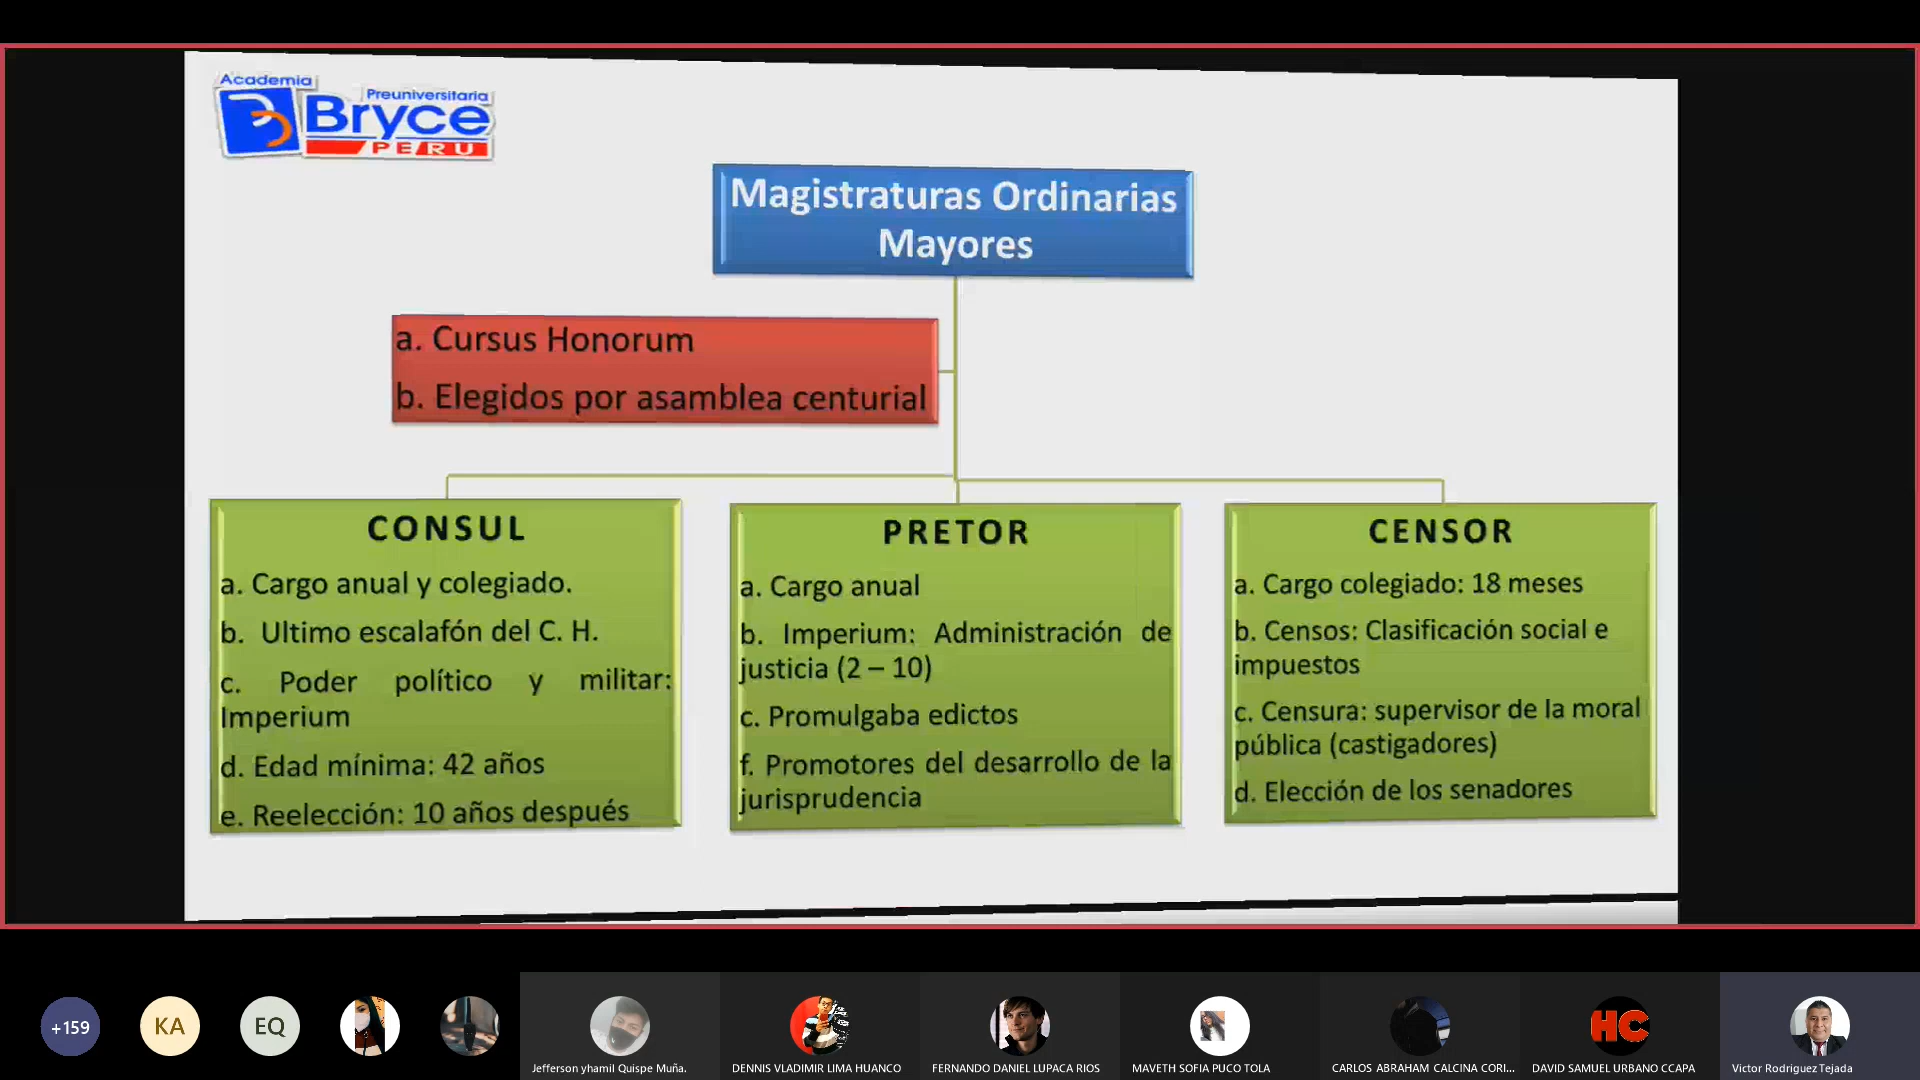 Academia
Preuniversitaria
Bryce
PERU
Magistraturas Ordinarias
Mayores
a. Cursus Honorum
b. Elegidos por asamblea centurial
CONSUL
a. Cargo anual y colegiado.
b. Ultimo escalafón del C. H.
c. Poder político y militar:
Imperium
d. Edad mínima: 42 años
e. Reelección: 10 años después
PRETOR
a. Cargo anual
b. Imperium: Administración de
justicia (2 – 10)
c. Promulgaba edictos
f. Promotores del desarrollo de la
jurisprudencia
CENSOR
a. Cargo colegiado: 18 meses
b. Censos: Clasificación social e
impuestos
c. Censura: supervisor de la moral
pública (castigadores)
d. Elección de los senadores
+159
KA
EQ
HC
Jefferson yhamil Quispe Muña.
DENNIS VLADIMIR LIMA HUANCO
FERNANDO DANIEL LUPACA RIOS
MAVETH SOFIA PUCO TOLA
CARLOS ABRAHAM CALCINA CORI...
DAVID SAMUEL URBANO CCAPA
Victor Rodriguez Tejada